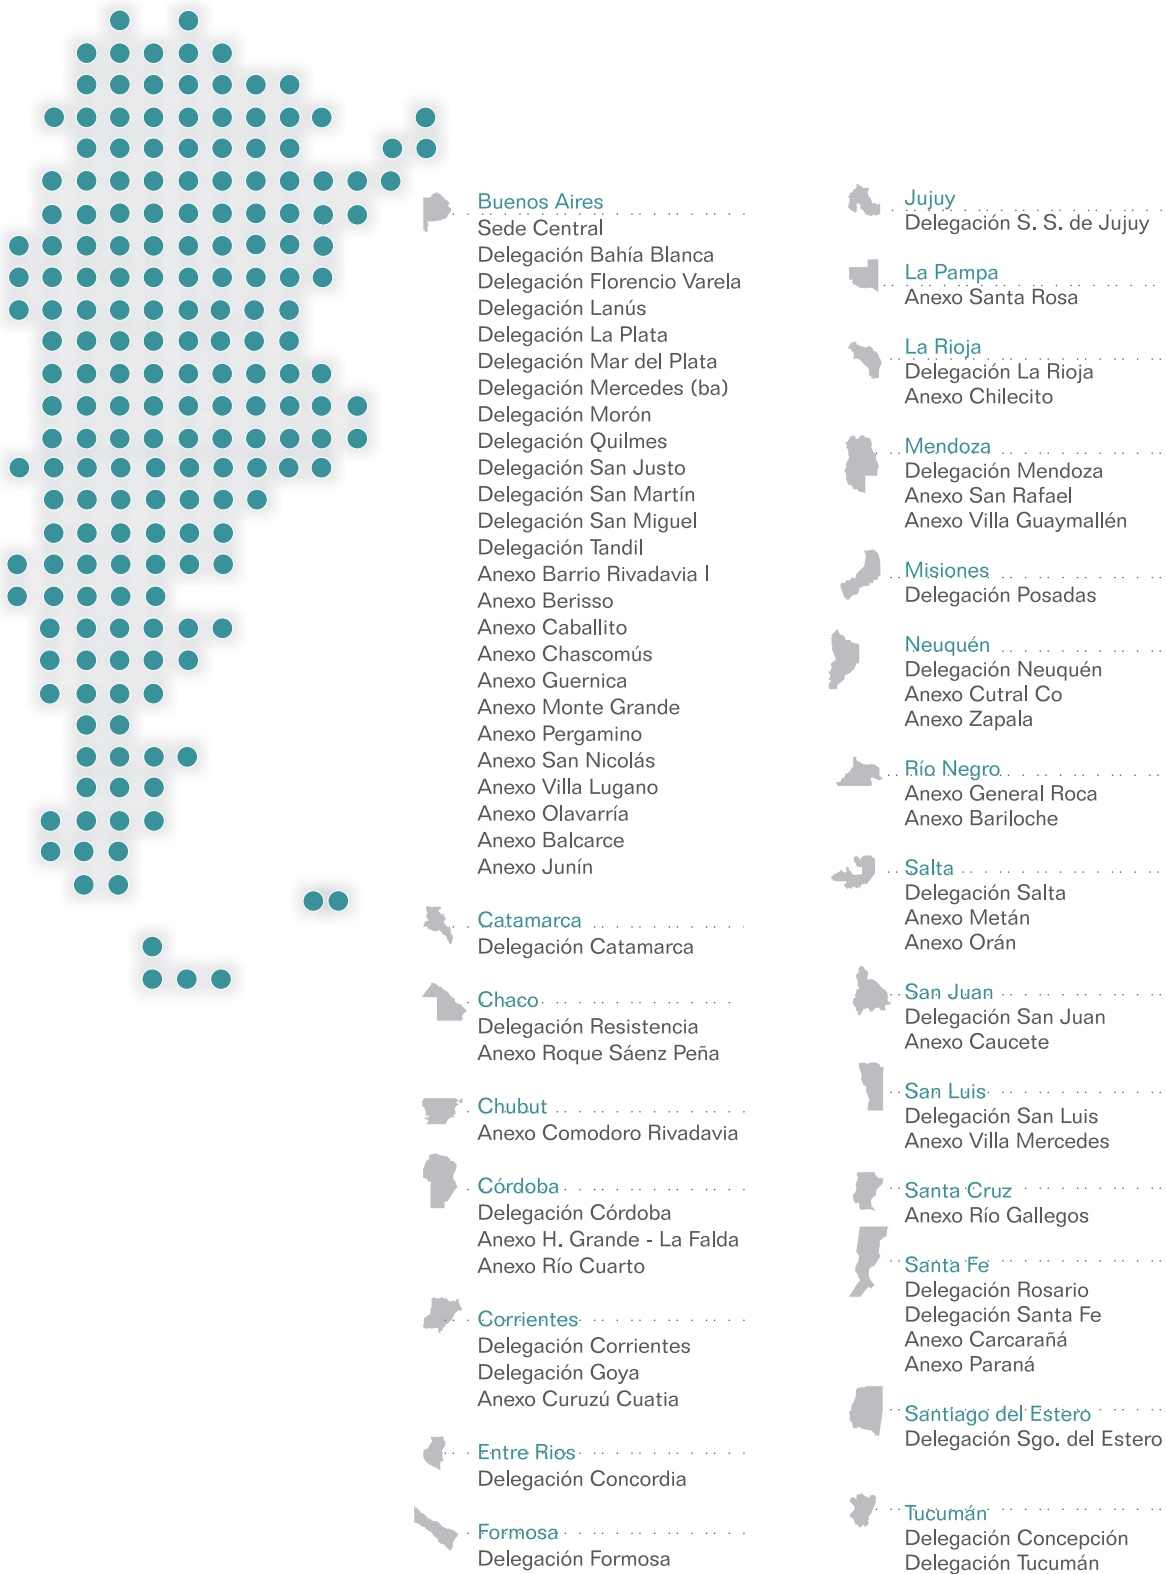 Buenos Aires
Sede Central
Delegación Bahía Blanca
Delegación Florencio Varela
Delegación Lanús
Delegación La Plata
Delegación Mar del Plata
Delegación Mercedes (ba)
Delegación Morón
Delegación Quilmes
Delegación San Justo
Delegación San Martín
Delegación San Miguel
Delegación Tandil
Anexo Barrio Rivadavia I
Anexo Berisso
Anexo Caballito
Anexo Chascomús
Anexo Guernica
Anexo Monte Grande
Anexo Pergamino
Anexo San Nicolás
Anexo Villa Lugano
Anexo Olavarría
Anexo Balcarce
Anexo Junín
Catamarca
Delegación Catamarca
Chaco
Delegación Resistencia
Anexo Roque Sáenz Peña
Chubut
Anexo Comodoro Rivadavia
Córdoba
Delegación Córdoba
Anexo H. Grande - La Falda
Anexo Río Cuarto
Corrientes
Delegación Corrientes
Delegación Goya
Anexo Curuzú Cuatia
Entre Rios
Delegación Concordia
Formosa
Delegación Formosa
Jujuy
Delegación S. S. de Jujuy
La Pampa
Anexo Santa Rosa
La Rioja
Delegación La Rioja
Anexo Chilecito
Mendoza
Delegación Mendoza
Anexo San Rafael
Anexo Villa Guaymallén
Misiones
Delegación Posadas
Neuquén
Delegación Neuquén
Anexo Cutral Co
Anexo Zapala
Río Negro
Anexo General Roca
Anexo Bariloche
Salta
Delegación Salta
Anexo Metán
Anexo Orán
San Juan
Delegación San Juan
Anexo Caucete
San Luis
Delegación San Luis
Anexo Villa Mercedes
Santa Cruz
Anexo Río Gallegos
Santa Fe
Delegación Rosario
Delegación Santa Fe
Anexo Carcarañá
Anexo Paraná
Santiago del Estero
Delegación Sgo. del Estero
Tucumán
Delegación Concepción
Delegación Tucumán